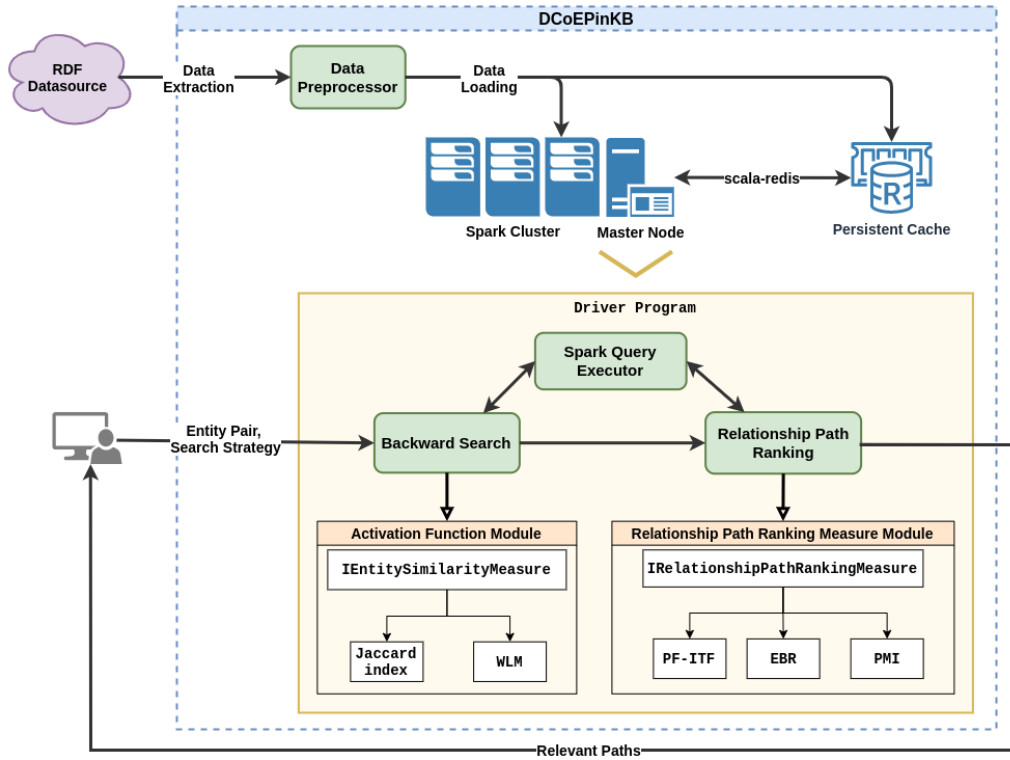 DCoEPinKB
RDF
Datasource
Data
Extraction
Data
Preprocessor
Data
Loading
scala-redis
R
Spark Cluster
Master Node
Persistent Cache
Driver Program
Spark Query
Executor
Entity Pair,
Search Strategy
Backward Search
Relationship Path
Ranking
Activation Function Module
IEntitySimilarityMeasure
Jaccard
index
WLM
Relationship Path Ranking Measure Module
IRelationshipPathRankingMeasure
PF-ITF
EBR
PMI
Relevant Paths